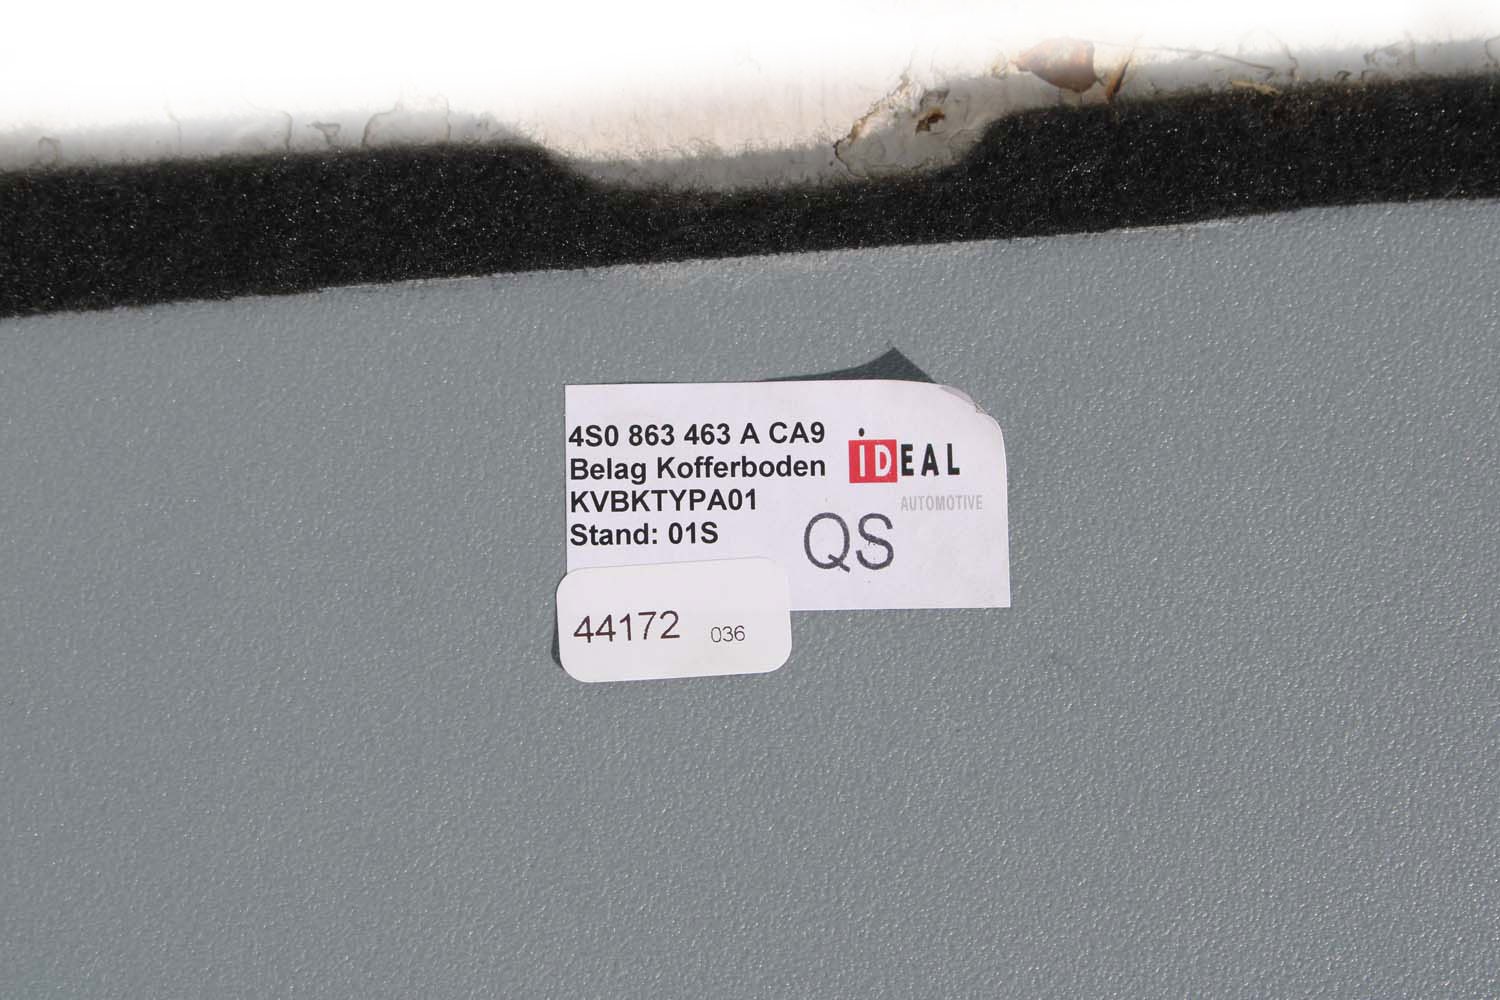 4S0 863 463 A CA9
Belag Kofferboden
KVBKTYPA01
Stand: 01S
iDEAL
AUTOMOTIVE
QS
44172 036